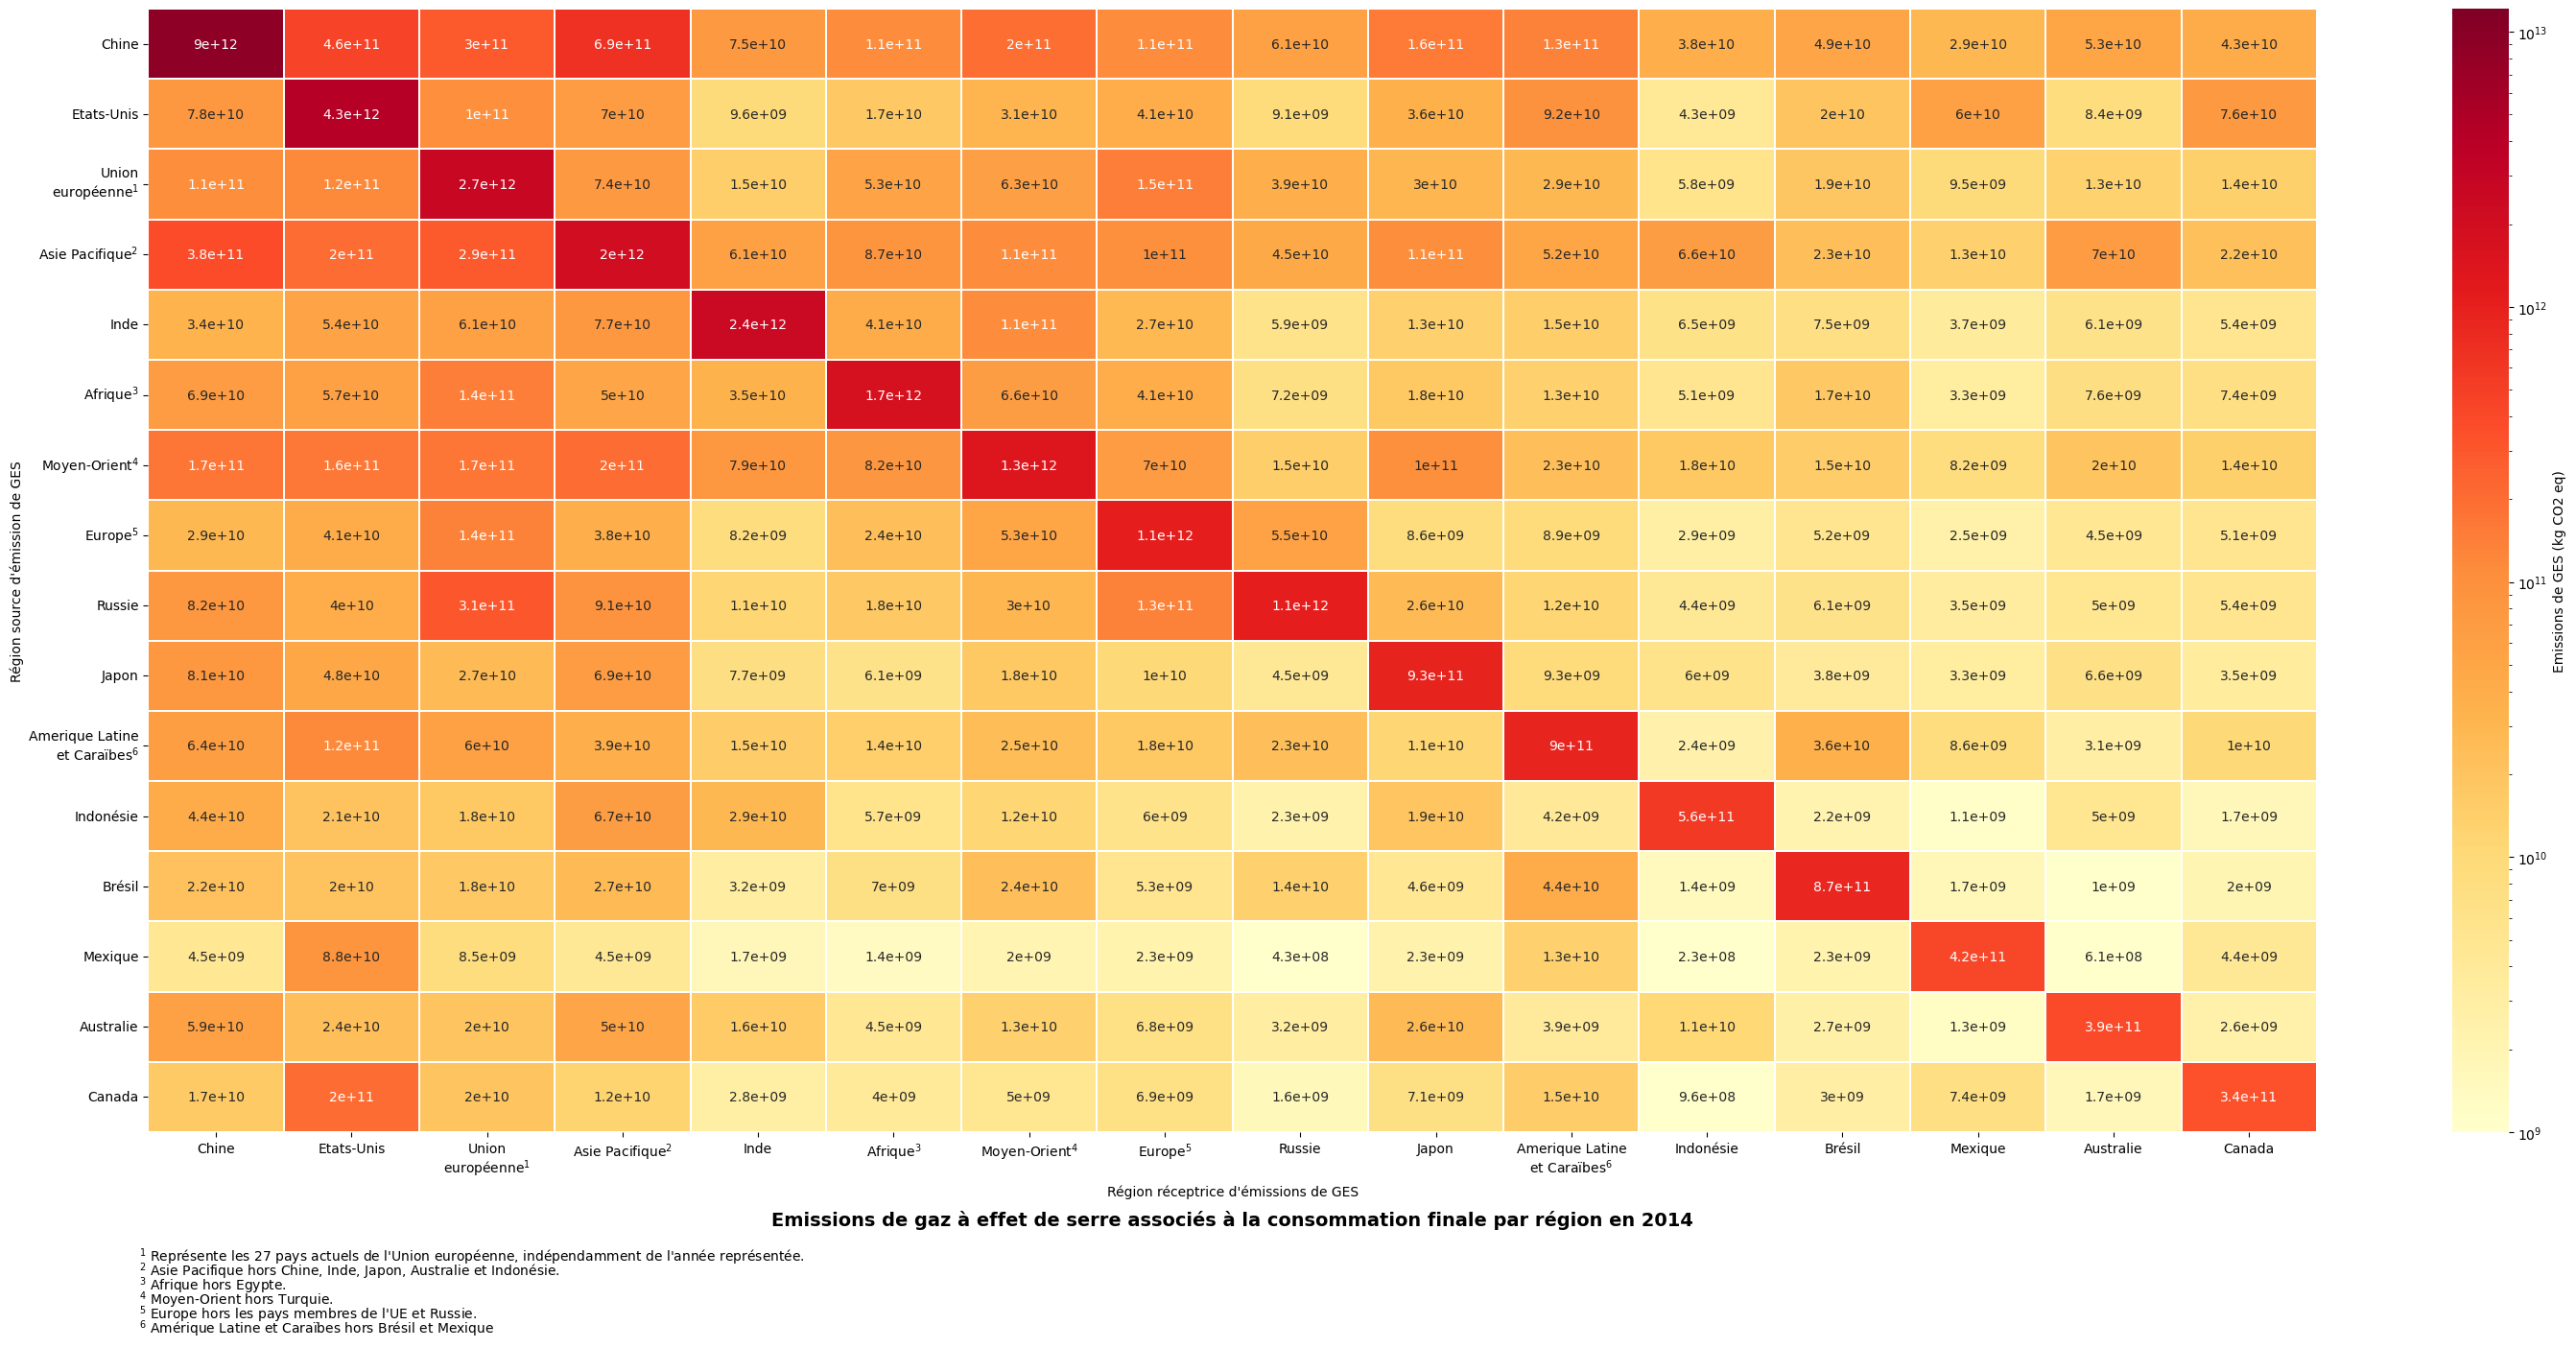 Chine 9e+12 4.6e+11 3e+11 6.9e+11 7.5e+10 1.1e+11 2e+11 1.1e+11 6.1e+10 1.6e+11 1.3e+11 3.8e+10 4.9e+10 2.9e+10 5.3e+10 4.3e+10
10^13
Etats-Unis 7.8e+10 4.3e+12 1e+11 7e+10 9.6e+09 1.7e+10 3.1e+10 4.1e+10 9.1e+09 3.6e+10 9.2e+10 4.3e+09 2e+10 6e+10 8.4e+09 7.6e+10
Union
européenne^1 1.1e+11 1.2e+11 2.7e+12 7.4e+10 1.5e+10 5.3e+10 6.3e+10 1.5e+11 3.9e+10 3e+10 2.9e+10 5.8e+09 1.9e+10 9.5e+09 1.3e+10 1.4e+10
Asie Pacifique^2 3.8e+11 2e+11 2.9e+11 2e+12 6.1e+10 8.7e+10 1.1e+11 1e+11 4.5e+10 1.1e+11 5.2e+10 6.6e+10 2.3e+10 1.3e+10 7e+10 2.2e+10
10^12
Inde 3.4e+10 5.4e+10 6.1e+10 7.7e+10 2.4e+12 4.1e+10 1.1e+11 2.7e+10 5.9e+09 1.3e+10 1.5e+10 6.5e+09 7.5e+09 3.7e+09 6.1e+09 5.4e+09
Afrique^3 6.9e+10 5.7e+10 1.4e+11 5e+10 3.5e+10 1.7e+12 6.6e+10 4.1e+10 7.2e+09 1.8e+10 1.3e+10 5.1e+09 1.7e+10 3.3e+09 7.6e+09 7.4e+09
Moyen-Orient^4 1.7e+11 1.6e+11 1.7e+11 2e+11 7.9e+10 8.2e+10 1.3e+12 7e+10 1.5e+10 1e+11 2.3e+10 1.8e+10 1.5e+10 8.2e+09 2e+10 1.4e+10
Région source d'émission de GES
Emissions de GES (kg CO2 eq)
Europe^5 2.9e+10 4.1e+10 1.4e+11 3.8e+10 8.2e+09 2.4e+10 5.3e+10 1.1e+12 5.5e+10 8.6e+09 8.9e+09 2.9e+09 5.2e+09 2.5e+09 4.5e+09 5.1e+09
10^11
Russie 8.2e+10 4e+10 3.1e+11 9.1e+10 1.1e+10 1.8e+10 3e+10 1.3e+11 1.1e+12 2.6e+10 1.2e+10 4.4e+09 6.1e+09 3.5e+09 5e+09 5.4e+09
Japon 8.1e+10 4.8e+10 2.7e+10 6.9e+10 7.7e+09 6.1e+09 1.8e+10 1e+10 4.5e+09 9.3e+11 9.3e+09 6e+09 3.8e+09 3.3e+09 6.6e+09 3.5e+09
Amerique Latine
et Caraïbes^6 6.4e+10 1.2e+11 6e+10 3.9e+10 1.5e+10 1.4e+10 2.5e+10 1.8e+10 2.3e+10 1.1e+10 9e+11 2.4e+09 3.6e+10 8.6e+09 3.1e+09 1e+10
Indonésie 4.4e+10 2.1e+10 1.8e+10 6.7e+10 2.9e+10 5.7e+09 1.2e+10 6e+09 2.3e+09 1.9e+10 4.2e+09 5.6e+11 2.2e+09 1.1e+09 5e+09 1.7e+09
10^10
Brésil 2.2e+10 2e+10 1.8e+10 2.7e+10 3.2e+09 7e+09 2.4e+10 5.3e+09 1.4e+10 4.6e+09 4.4e+10 1.4e+09 8.7e+11 1.7e+09 1e+09 2e+09
Mexique 4.5e+09 8.8e+10 8.5e+09 4.5e+09 1.7e+09 1.4e+09 2e+09 2.3e+09 4.3e+08 2.3e+09 1.3e+10 2.3e+08 2.3e+09 4.2e+11 6.1e+08 4.4e+09
Australie 5.9e+10 2.4e+10 2e+10 5e+10 1.6e+10 4.5e+09 1.3e+10 6.8e+09 3.2e+09 2.6e+10 3.9e+09 1.1e+10 2.7e+09 1.3e+09 3.9e+11 2.6e+09
Canada 1.7e+10 2e+11 2e+10 1.2e+10 2.8e+09 4e+09 5e+09 6.9e+09 1.6e+09 7.1e+09 1.5e+10 9.6e+08 3e+09 7.4e+09 1.7e+09 3.4e+11
10^9
Chine Etats-Unis Union Asie Pacifique^2 Inde Afrique^3 Moyen-Orient^4 Europe^5 Russie Japon Amerique Latine Indonésie Brésil Mexique Australie Canada
européenne^1 et Caraïbes^6
Région réceptrice d'émissions de GES
Emissions de gaz à effet de serre associés à la consommation finale par région en 2014
^1 Représente les 27 pays actuels de l'Union européenne, indépendamment de l'année représentée.
^2 Asie Pacifique hors Chine, Inde, Japon, Australie et Indonésie.
^3 Afrique hors Egypte.
^4 Moyen-Orient hors Turquie.
^5 Europe hors les pays membres de l'UE et Russie.
^6 Amérique Latine et Caraïbes hors Brésil et Mexique